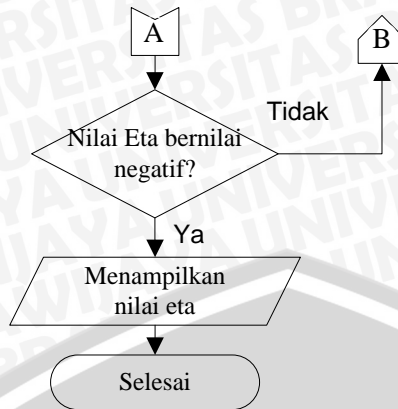 A
B
Tidak
Nilai Eta bernilai
negatif?
Ya
Menampilkan
nilai eta
Selesai